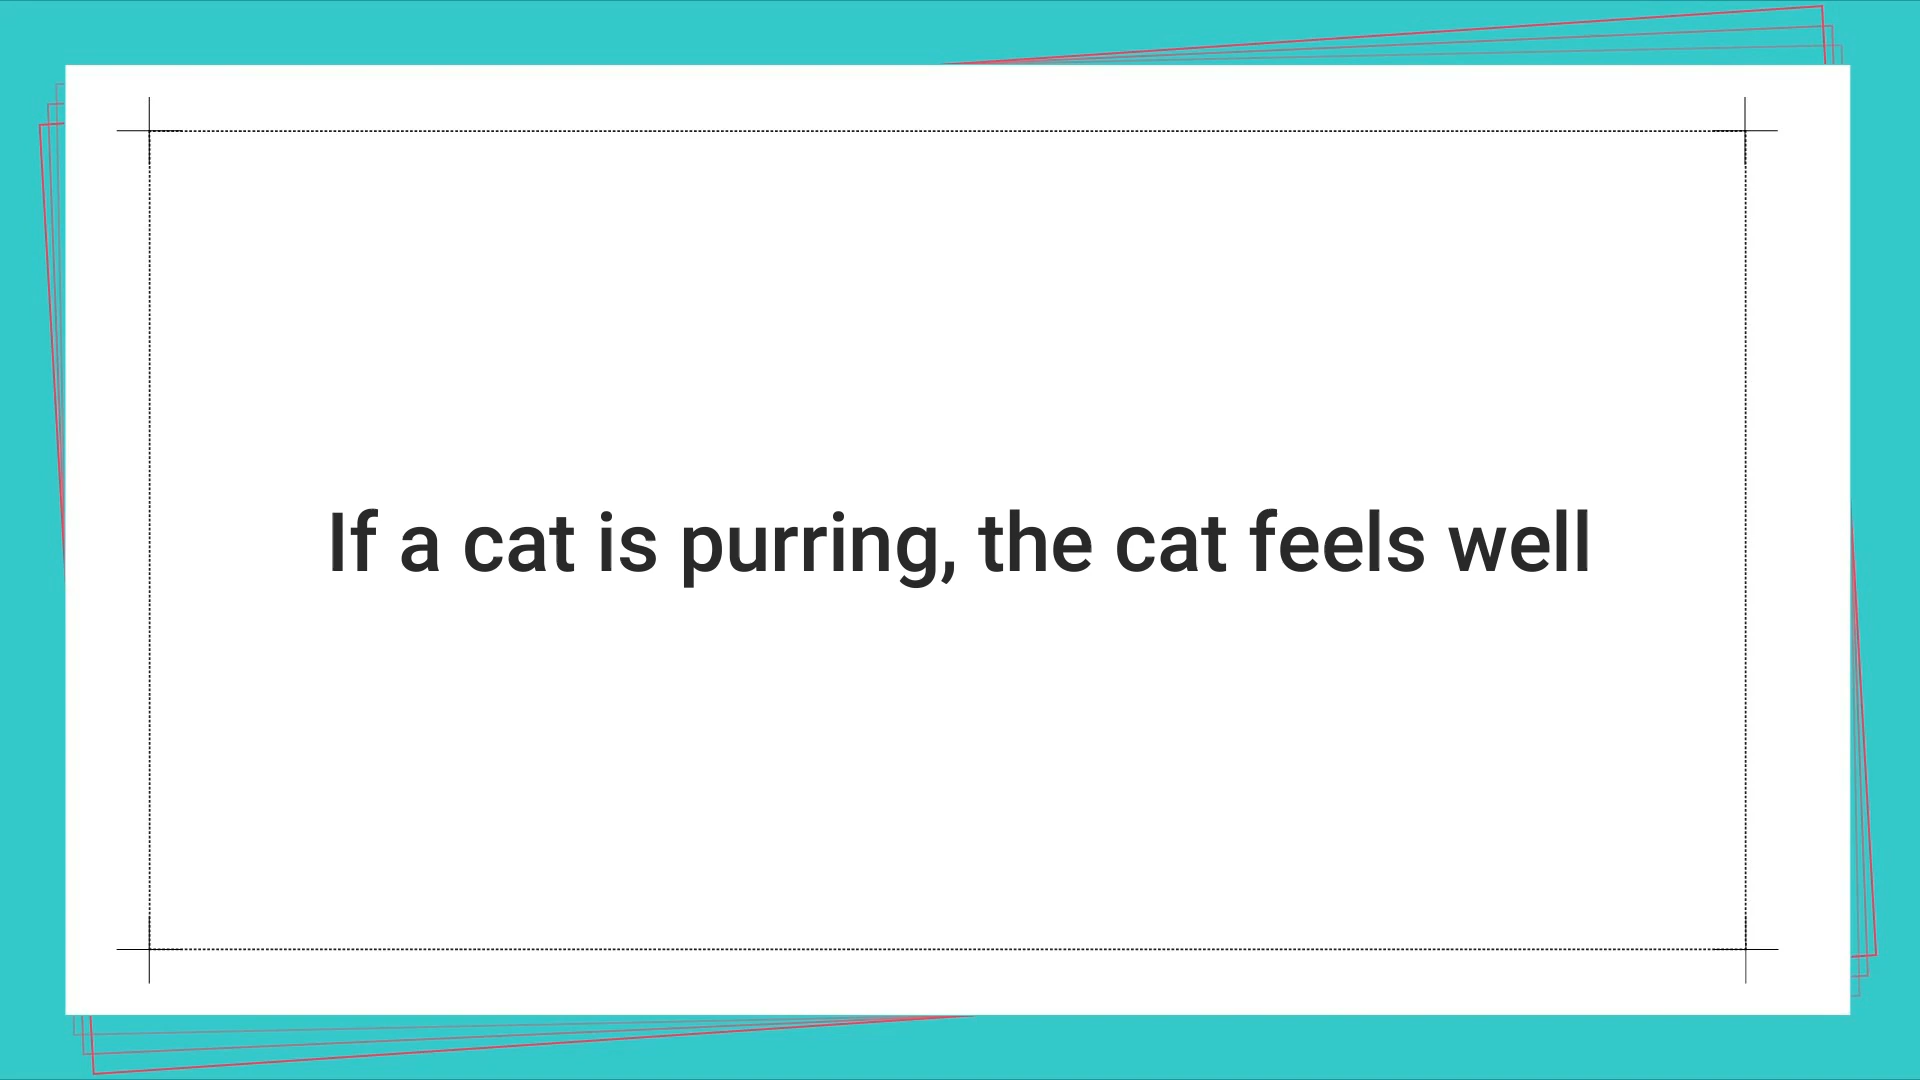 If a cat is purring, the cat feels well